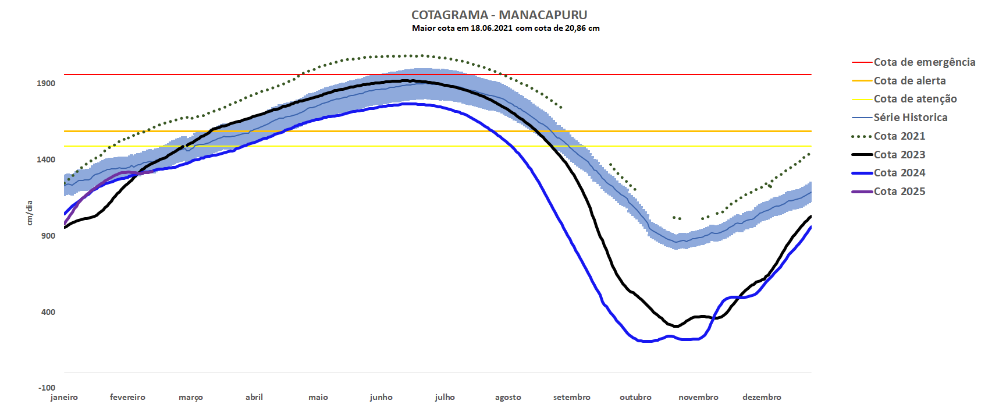 COTAGRAMA - MANACAPURU
Maior cota em 18.06.2021 com cota de 20,86 cm
Cota de emergência
Cota de alerta
Cota de atenção
Série Historica
Cota 2021
Cota 2023
Cota 2024
Cota 2025
cm/dia
1900
1400
900
400
-100
janeiro fevereiro março abril maio junho julho agosto setembro outubro novembro dezembro